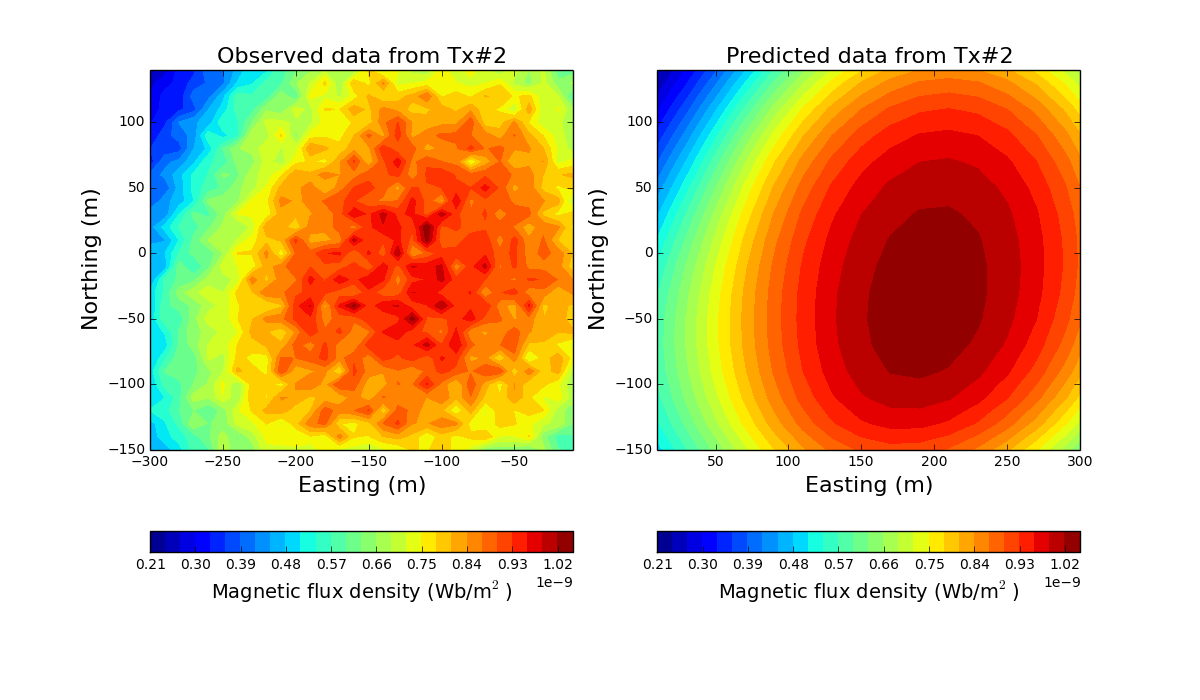 Observed data from Tx#2
Predicted data from Tx#2
100
50
0
−50
−100
−150
Northing (m)
−300
−250
−200
−150
−100
−50
Easting (m)
100
50
0
−50
−100
−150
Northing (m)
50
100
150
200
250
300
Easting (m)
0.21 0.30 0.39 0.48 0.57 0.66 0.75 0.84 0.93 1.02
1e−9
Magnetic flux density (Wb/m² )
0.21 0.30 0.39 0.48 0.57 0.66 0.75 0.84 0.93 1.02
1e−9
Magnetic flux density (Wb/m² )